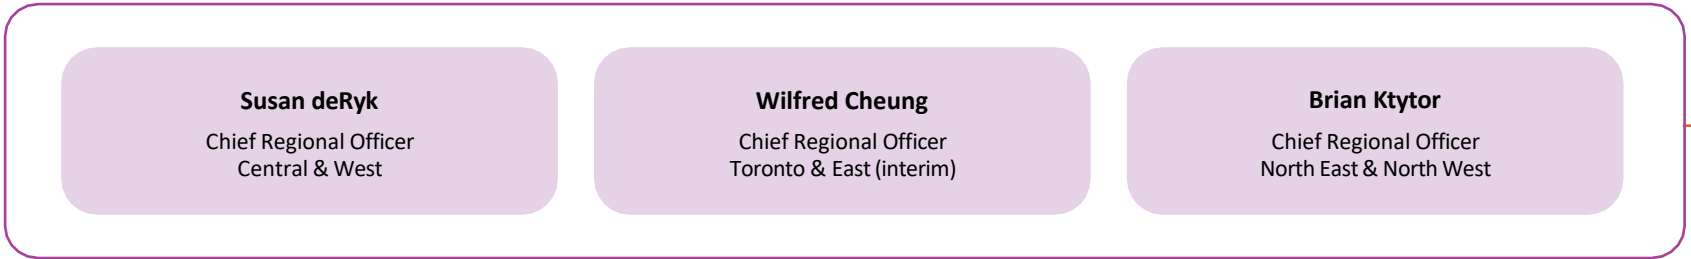 Susan deRyk
Chief Regional Officer
Central & West
Wilfred Cheung
Chief Regional Officer
Toronto & East (interim)
Brian Ktytor
Chief Regional Officer
North East & North West